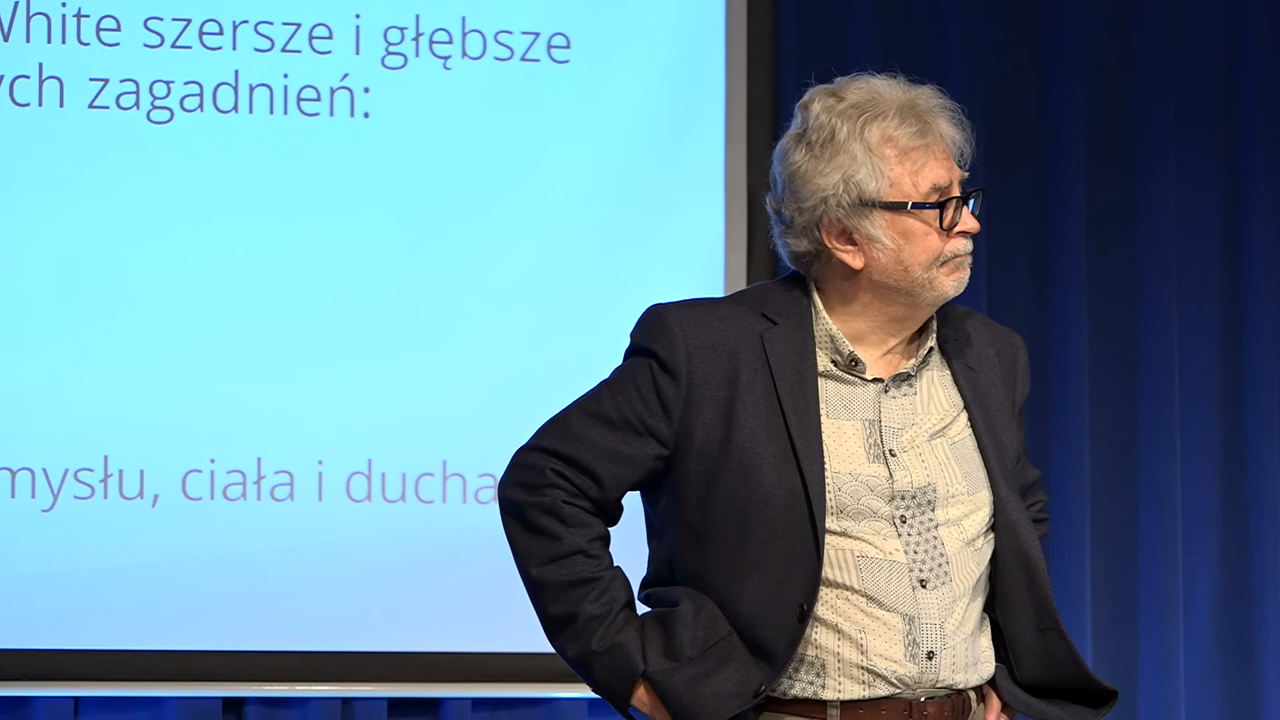 White szersze i głębsze
ych zagadnień:
mysłu, ciała i ducha